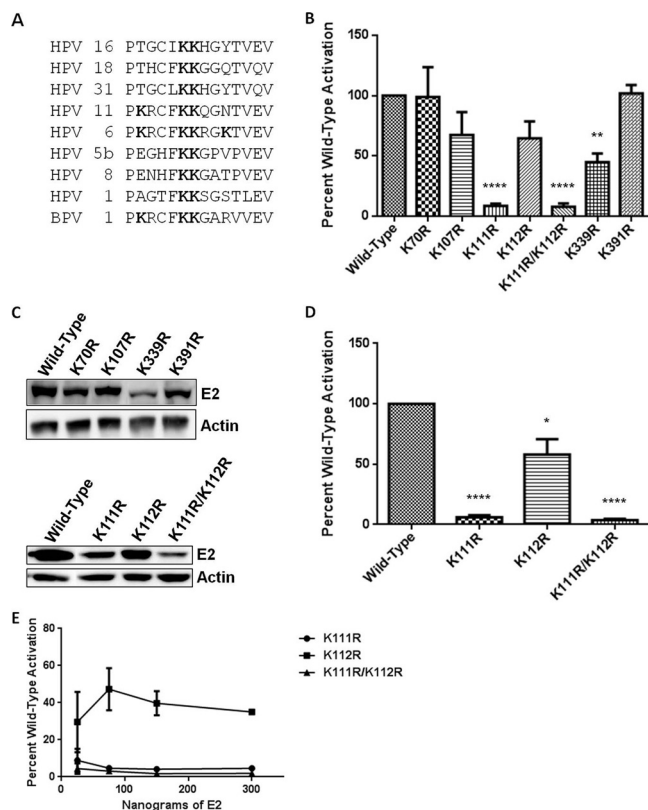 A
HPV 16 PTGCIKKHGYTVEV
HPV 18 PTHCFKKGGQTVQV
HPV 31 PTGCLKKHGYTVQV
HPV 11 PKRCFKKQGNTVEV
HPV 6 PKRCFKKRGKTVEV
HPV 5b PEGHFKKGPVPVEV
HPV 8 PENHFKKGATPVEV
HPV 1 PAGTFKKSGSTLEV
BPV 1 PKRCFKKGARVVEV
B
Percent Wild-Type Activation
150
100
50
0
****
****
**
Wild-Type
K70R
K107R
K111R
K112R
K111R/K112R
K339R
K391R
C
Wild-Type
K70R
K107R
K339R
K391R
E2
Actin
Wild-Type
K111R
K112R
K111R/K112R
E2
Actin
D
Percent Wild-Type Activation
150
100
50
0
****
*
****
Wild-Type
K111R
K112R
K111R/K112R
E
Percent Wild-Type Activation
80
60
40
20
0
0
100
200
300
Nanograms of E2
K111R
K112R
K111R/K112R